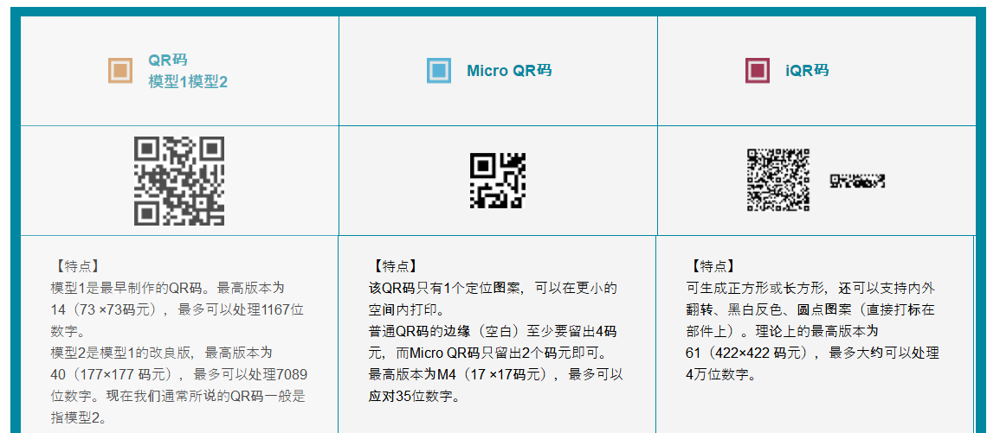 QR码
模型1模型2
Micro QR码
iQR码
【特点】
模型1是最早制作的QR码。最高版本为
14（73 ×73码元），最多可以处理1167位
数字。
模型2是模型1的改良版，最高版本为
40（177×177 码元），最多可以处理7089
位数字。现在我们通常所说的QR码一般是
指模型2。
【特点】
该QR码只有1个定位图案，可以在更小的
空间内打印。
普通QR码的边缘（空白）至少要留出4码
元，而Micro QR码只留出2个码元即可。
最高版本为M4（17 ×17码元），最多可以
应对35位数字。
【特点】
可生成正方形或长方形，还可以支持内外
翻转、黑白反色、圆点图案（直接打标在
部件上）。理论上的最高版本为
61（422×422 码元），最多大约可以处理
4万位数字。